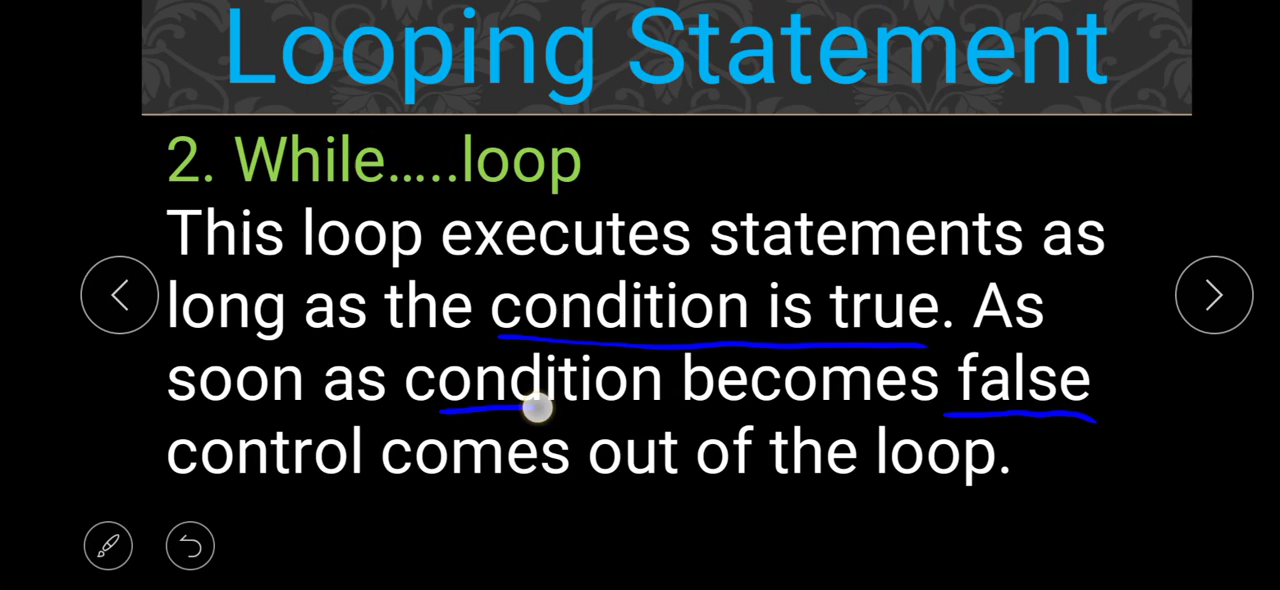 Looping Statement
2. While.....loop
This loop executes statements as
long as the condition is true. As
soon as condition becomes false
control comes out of the loop.